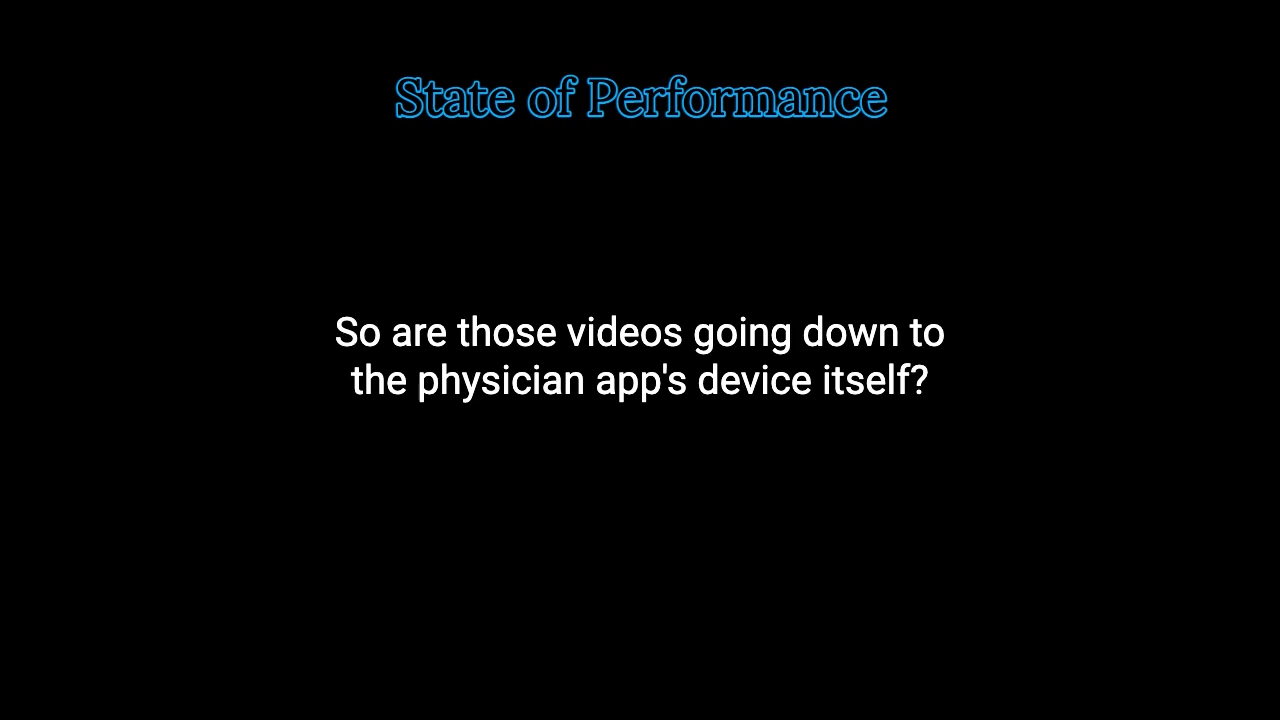 State of Performance
So are those videos going down to
the physician app's device itself?